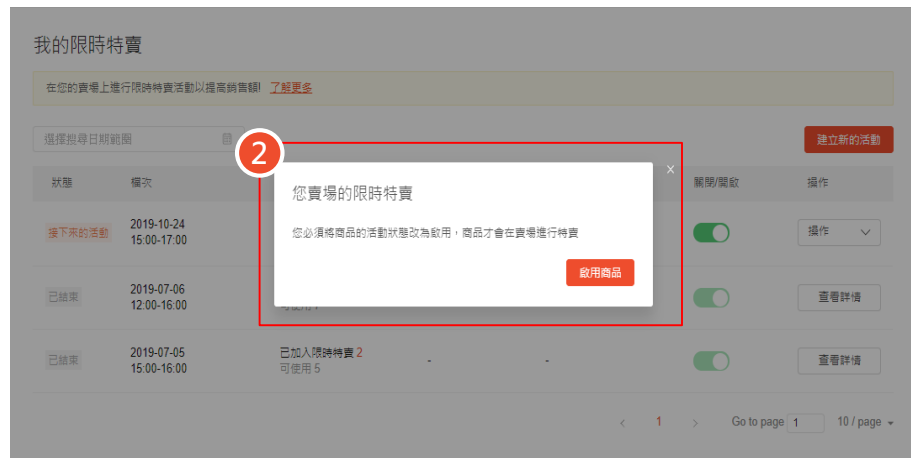 我的限時特賣
在您的賣場上進行限時特賣活動以提高銷售額! 了解更多
選擇搜尋日期範圍
建立新的活動
2
x
狀態 檔次 關閉/開啟 操作
您賣場的限時特賣
您必須將商品的活動狀態改為啟用，商品才會在賣場進行特賣
啟用商品
接下來的活動 2019-10-24 操作
15:00-17:00
已結束 2019-07-06 查看詳情
12:00-16:00
已結束 2019-07-05 已加入限時特賣 2 - - 查看詳情
15:00-16:00 可使用 5
< 1 > Go to page 1 10 / page